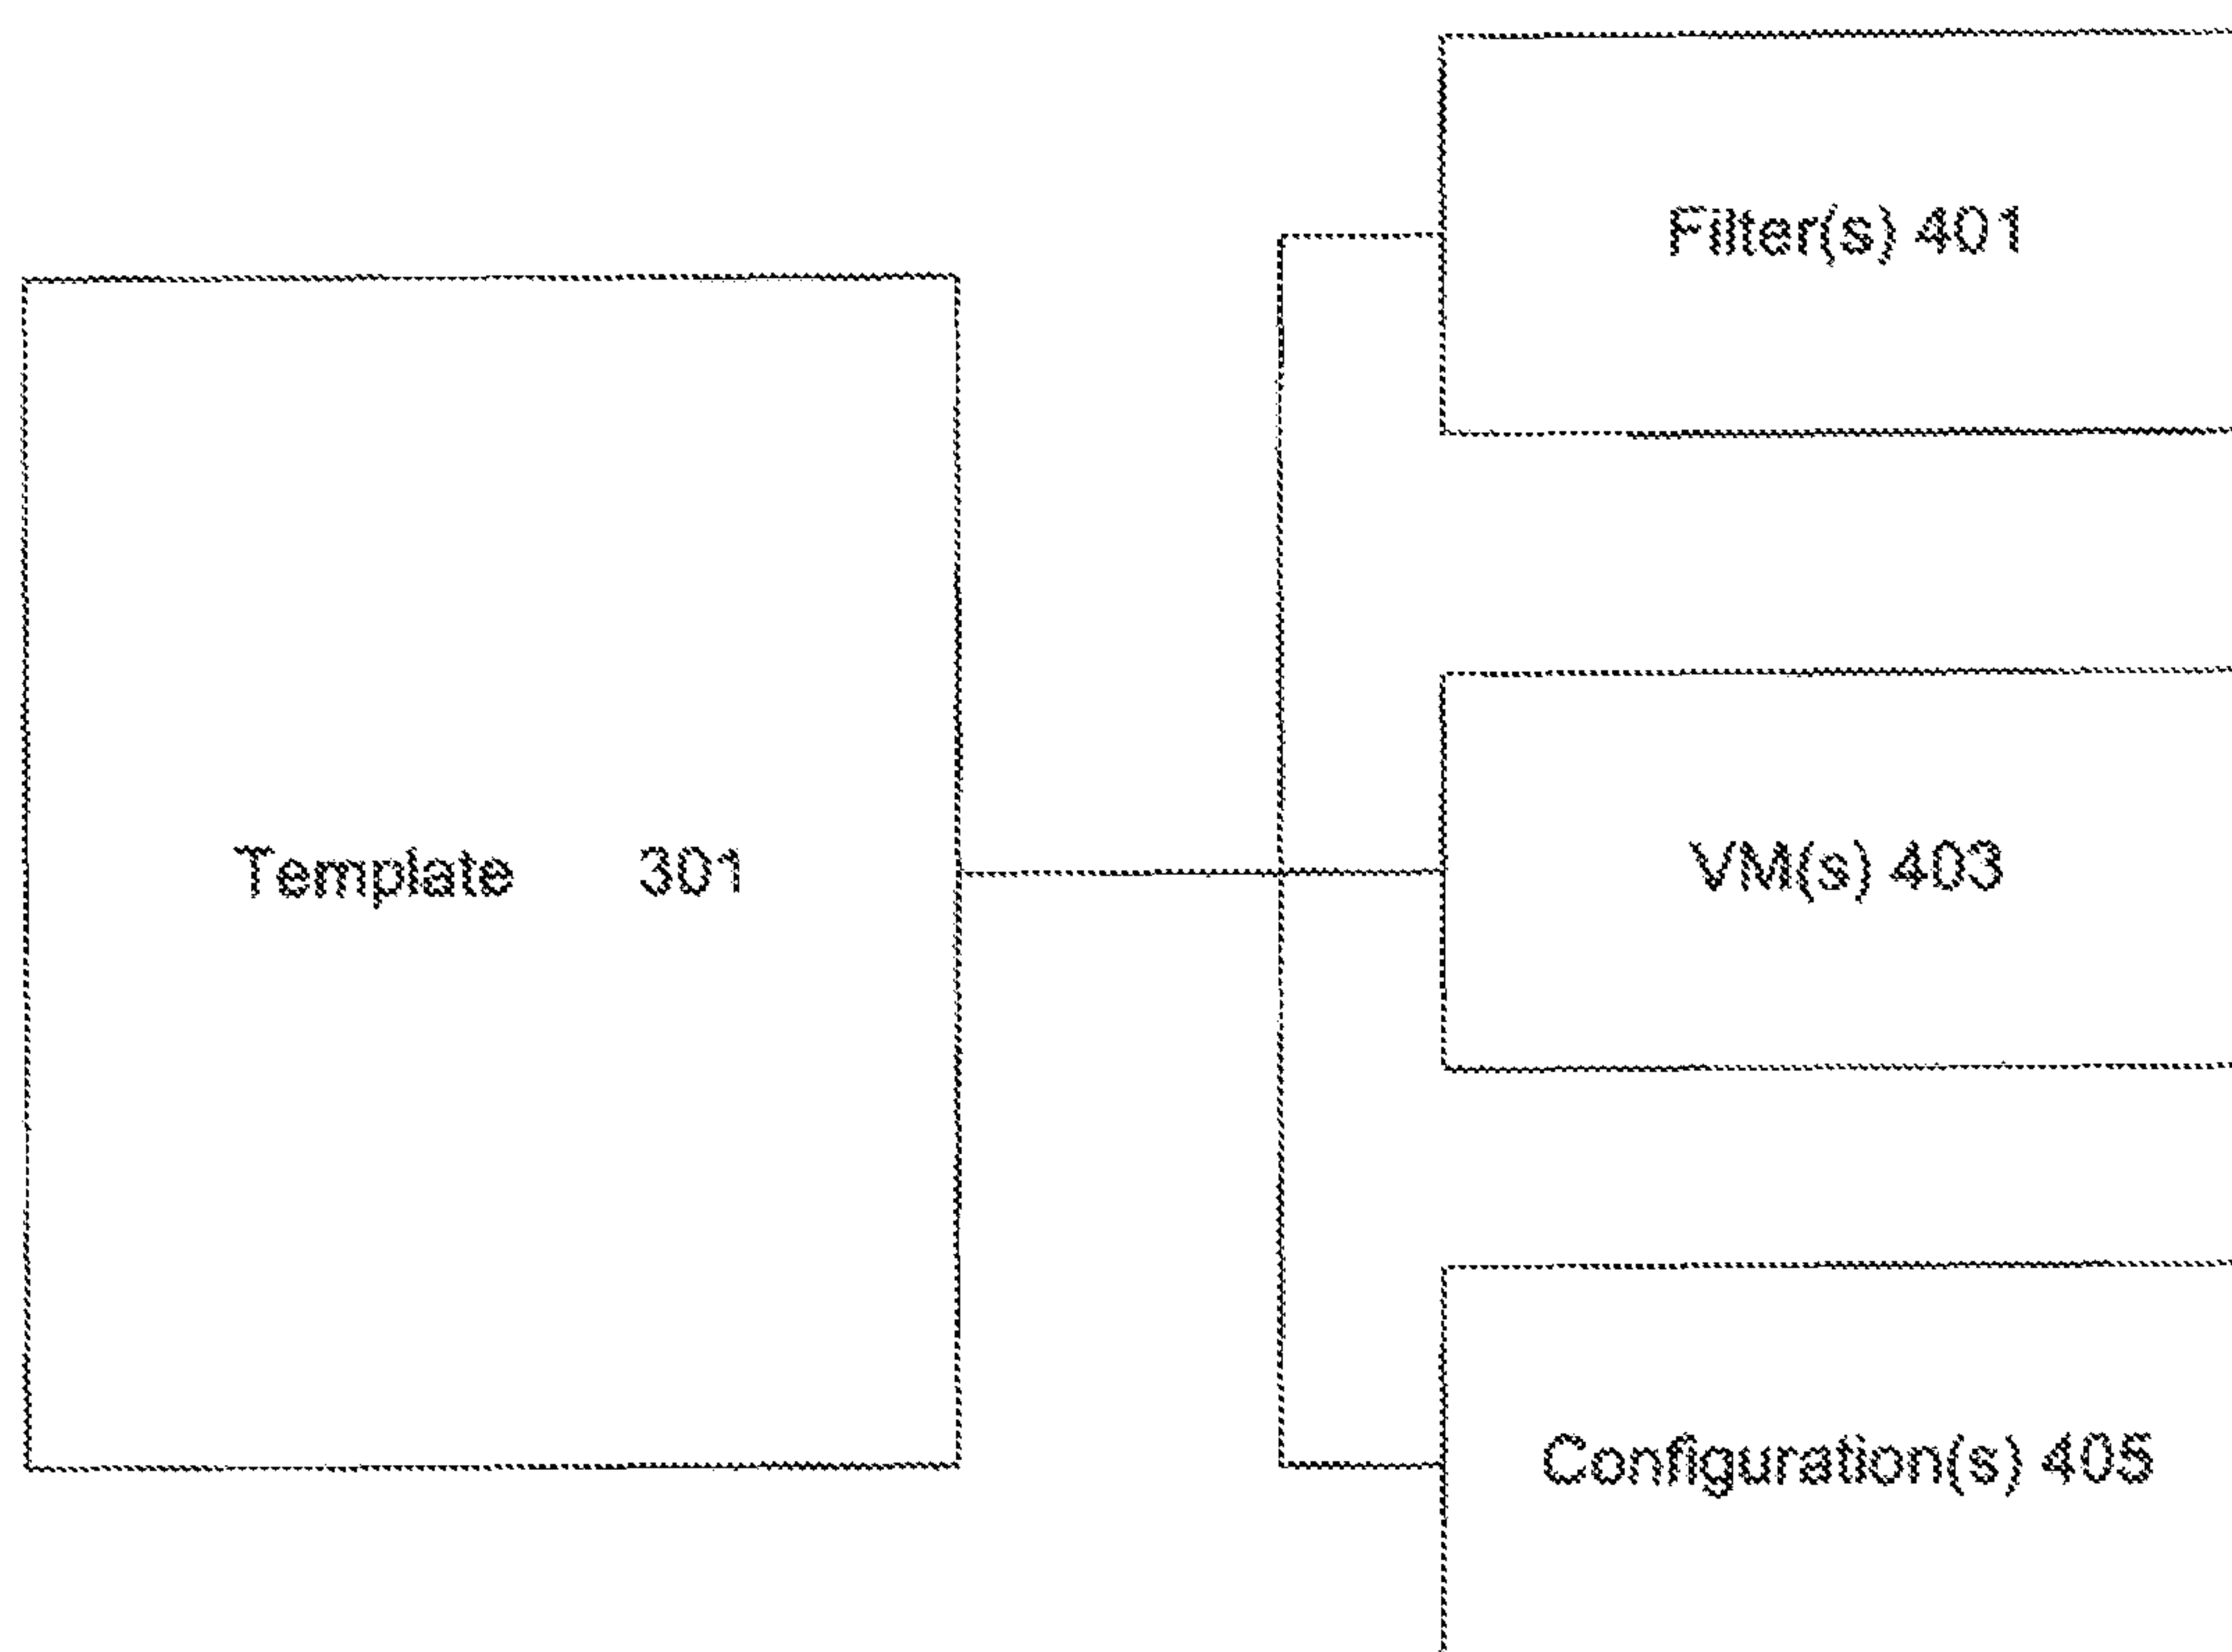 Filter(s) 401
Template 301
VM(s) 403
Configuration(s) 405